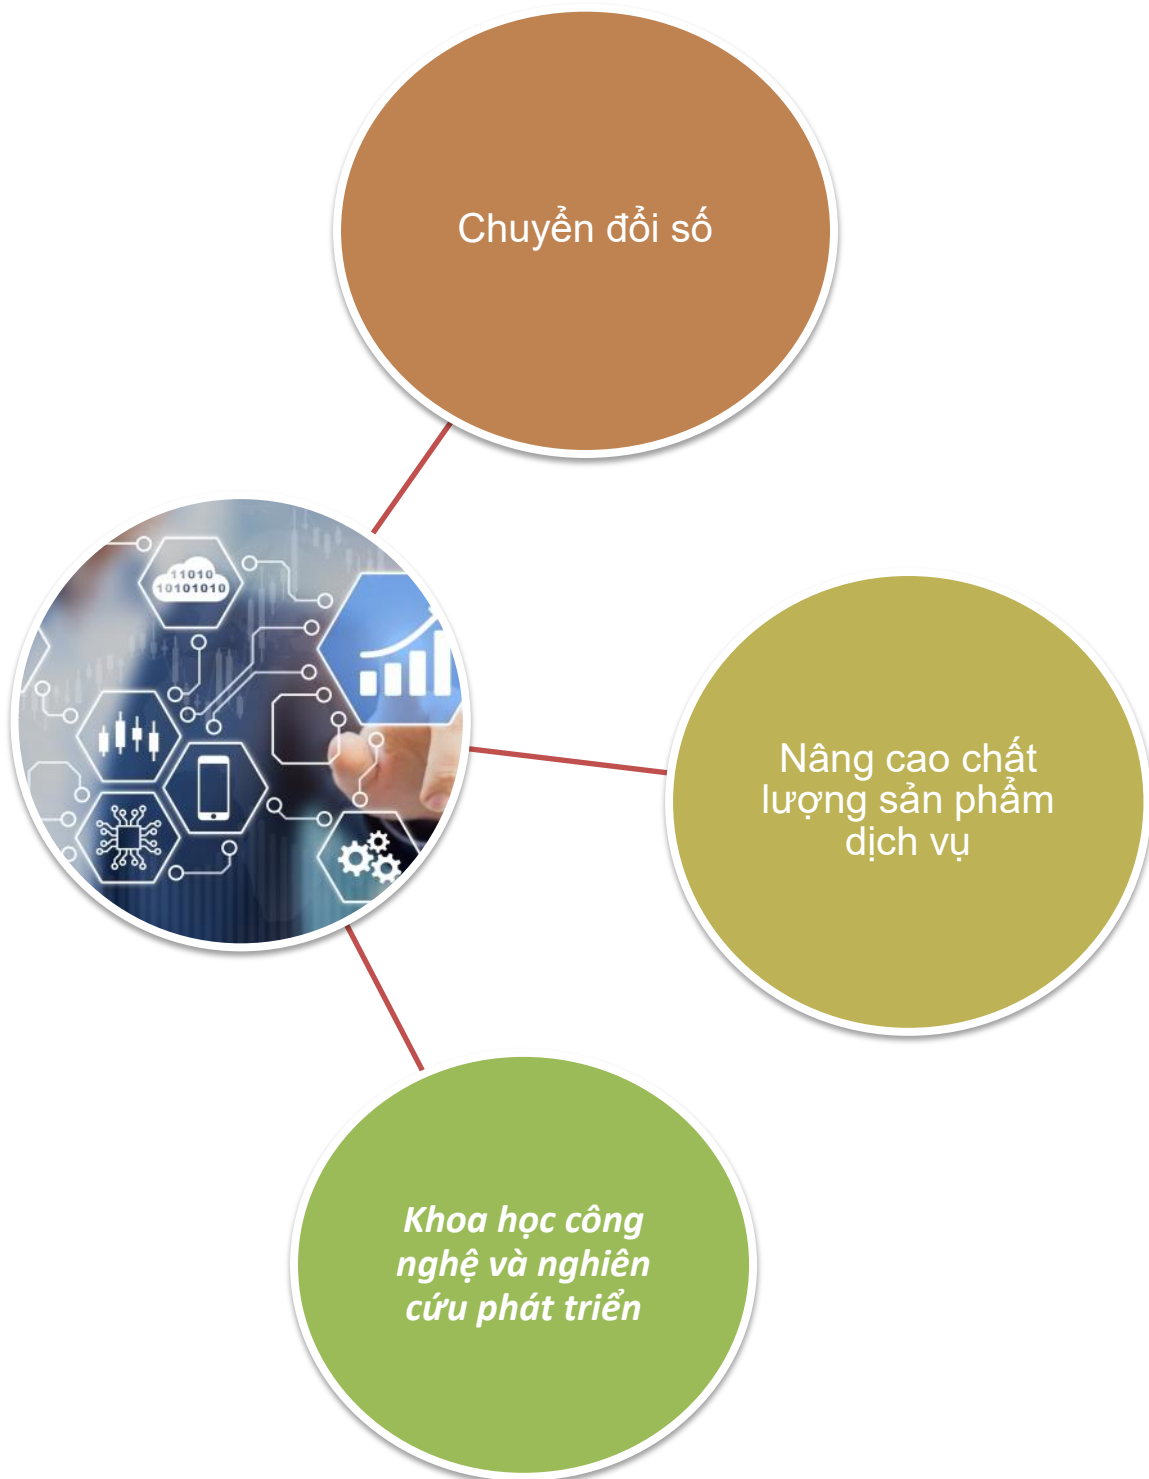 Chuyển đổi số
11010
10101010
Nâng cao chất
lượng sản phẩm
dịch vụ
Khoa học công
nghệ và nghiên
cứu phát triển